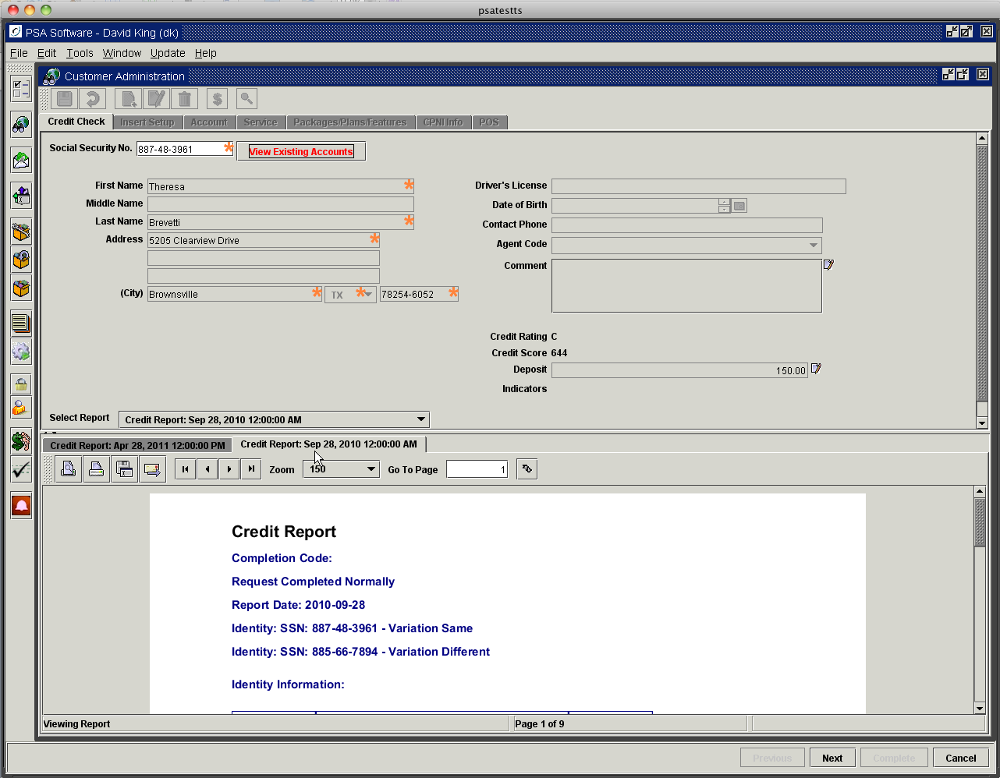 psatestts
PSA Software - David King (dk)
File Edit Tools Window Update Help
Customer Administration
Credit Check Insert Setup Account Service Packages/Plans/Features CPNI Info POS
Social Security No. 887-48-3961 View Existing Accounts
First Name Theresa
Middle Name
Last Name Brevetti
Address 5205 Clearview Drive
(City) Brownsville TX 78254-6052
Driver's License
Date of Birth
Contact Phone
Agent Code
Comment
Credit Rating C
Credit Score 644
Deposit 150.00
Indicators
Select Report Credit Report: Sep 28, 2010 12:00:00 AM
Credit Report: Apr 28, 2011 12:00:00 PM Credit Report: Sep 28, 2010 12:00:00 AM
Zoom 150 Go To Page 1
Credit Report
Completion Code:
Request Completed Normally
Report Date: 2010-09-28
Identity: SSN: 887-48-3961 - Variation Same
Identity: SSN: 885-66-7894 - Variation Different
Identity Information:
Viewing Report Page 1 of 9
Previous Next Complete Cancel